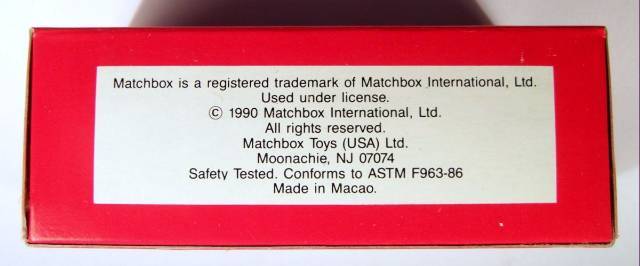 Matchbox is a registered trademark of Matchbox International, Ltd.
Used under license.
© 1990 Matchbox International, Ltd.
All rights reserved.
Matchbox Toys (USA) Ltd.
Moonachie, NJ 07074
Safety Tested. Conforms to ASTM F963-86
Made in Macao.